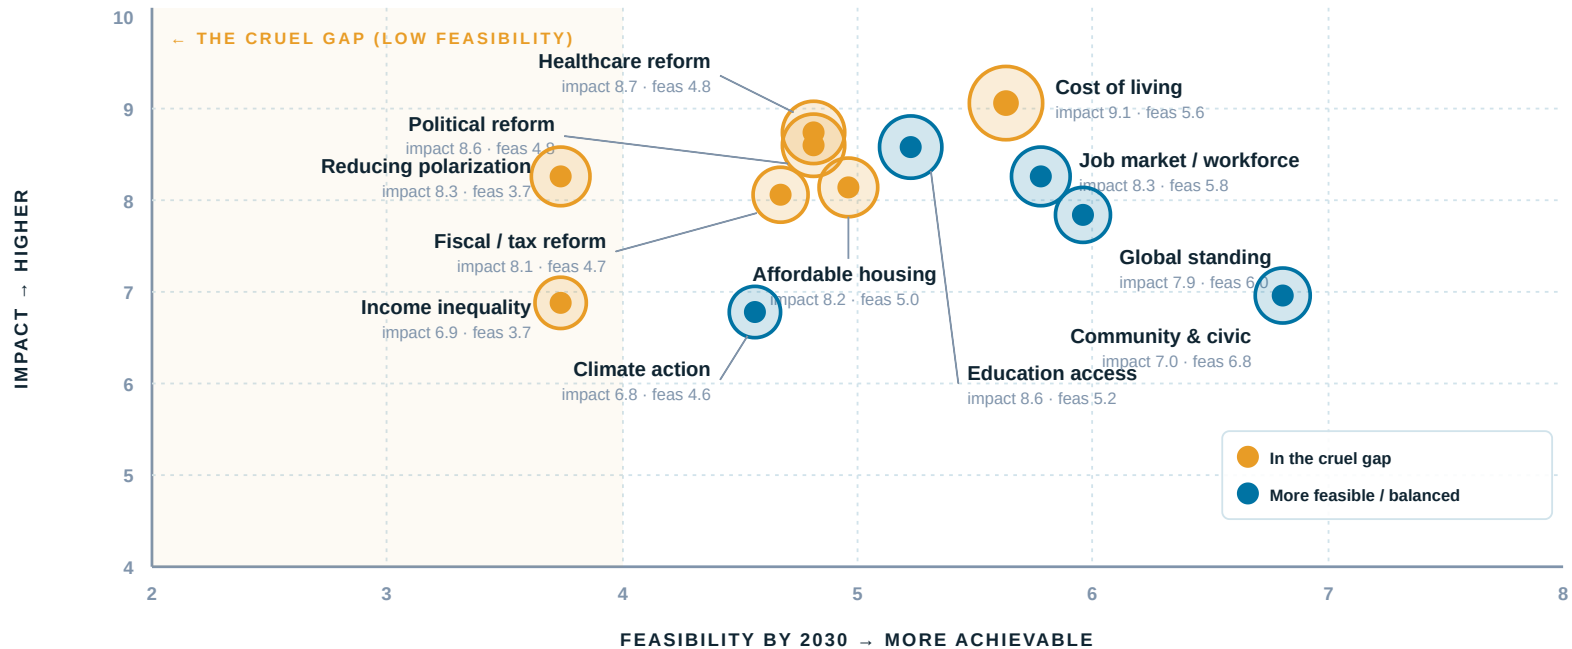 ← THE CRUEL GAP (LOW FEASIBILITY)
Healthcare reform
impact 8.7 · feas 4.8
Cost of living
impact 9.1 · feas 5.6
Political reform
impact 8.6 · feas 4.8
Reducing polarization
impact 8.3 · feas 3.7
Job market / workforce
impact 8.3 · feas 5.8
Fiscal / tax reform
impact 8.1 · feas 4.7
Affordable housing
impact 8.2 · feas 5.0
Global standing
impact 7.9 · feas 6.0
Income inequality
impact 6.9 · feas 3.7
Community & civic
impact 7.0 · feas 6.8
Climate action
impact 6.8 · feas 4.6
Education access
impact 8.6 · feas 5.2
In the cruel gap
More feasible / balanced
10
9
8
7
6
5
4
2 3 4 5 6 7 8
IMPACT → HIGHER
FEASIBILITY BY 2030 → MORE ACHIEVABLE